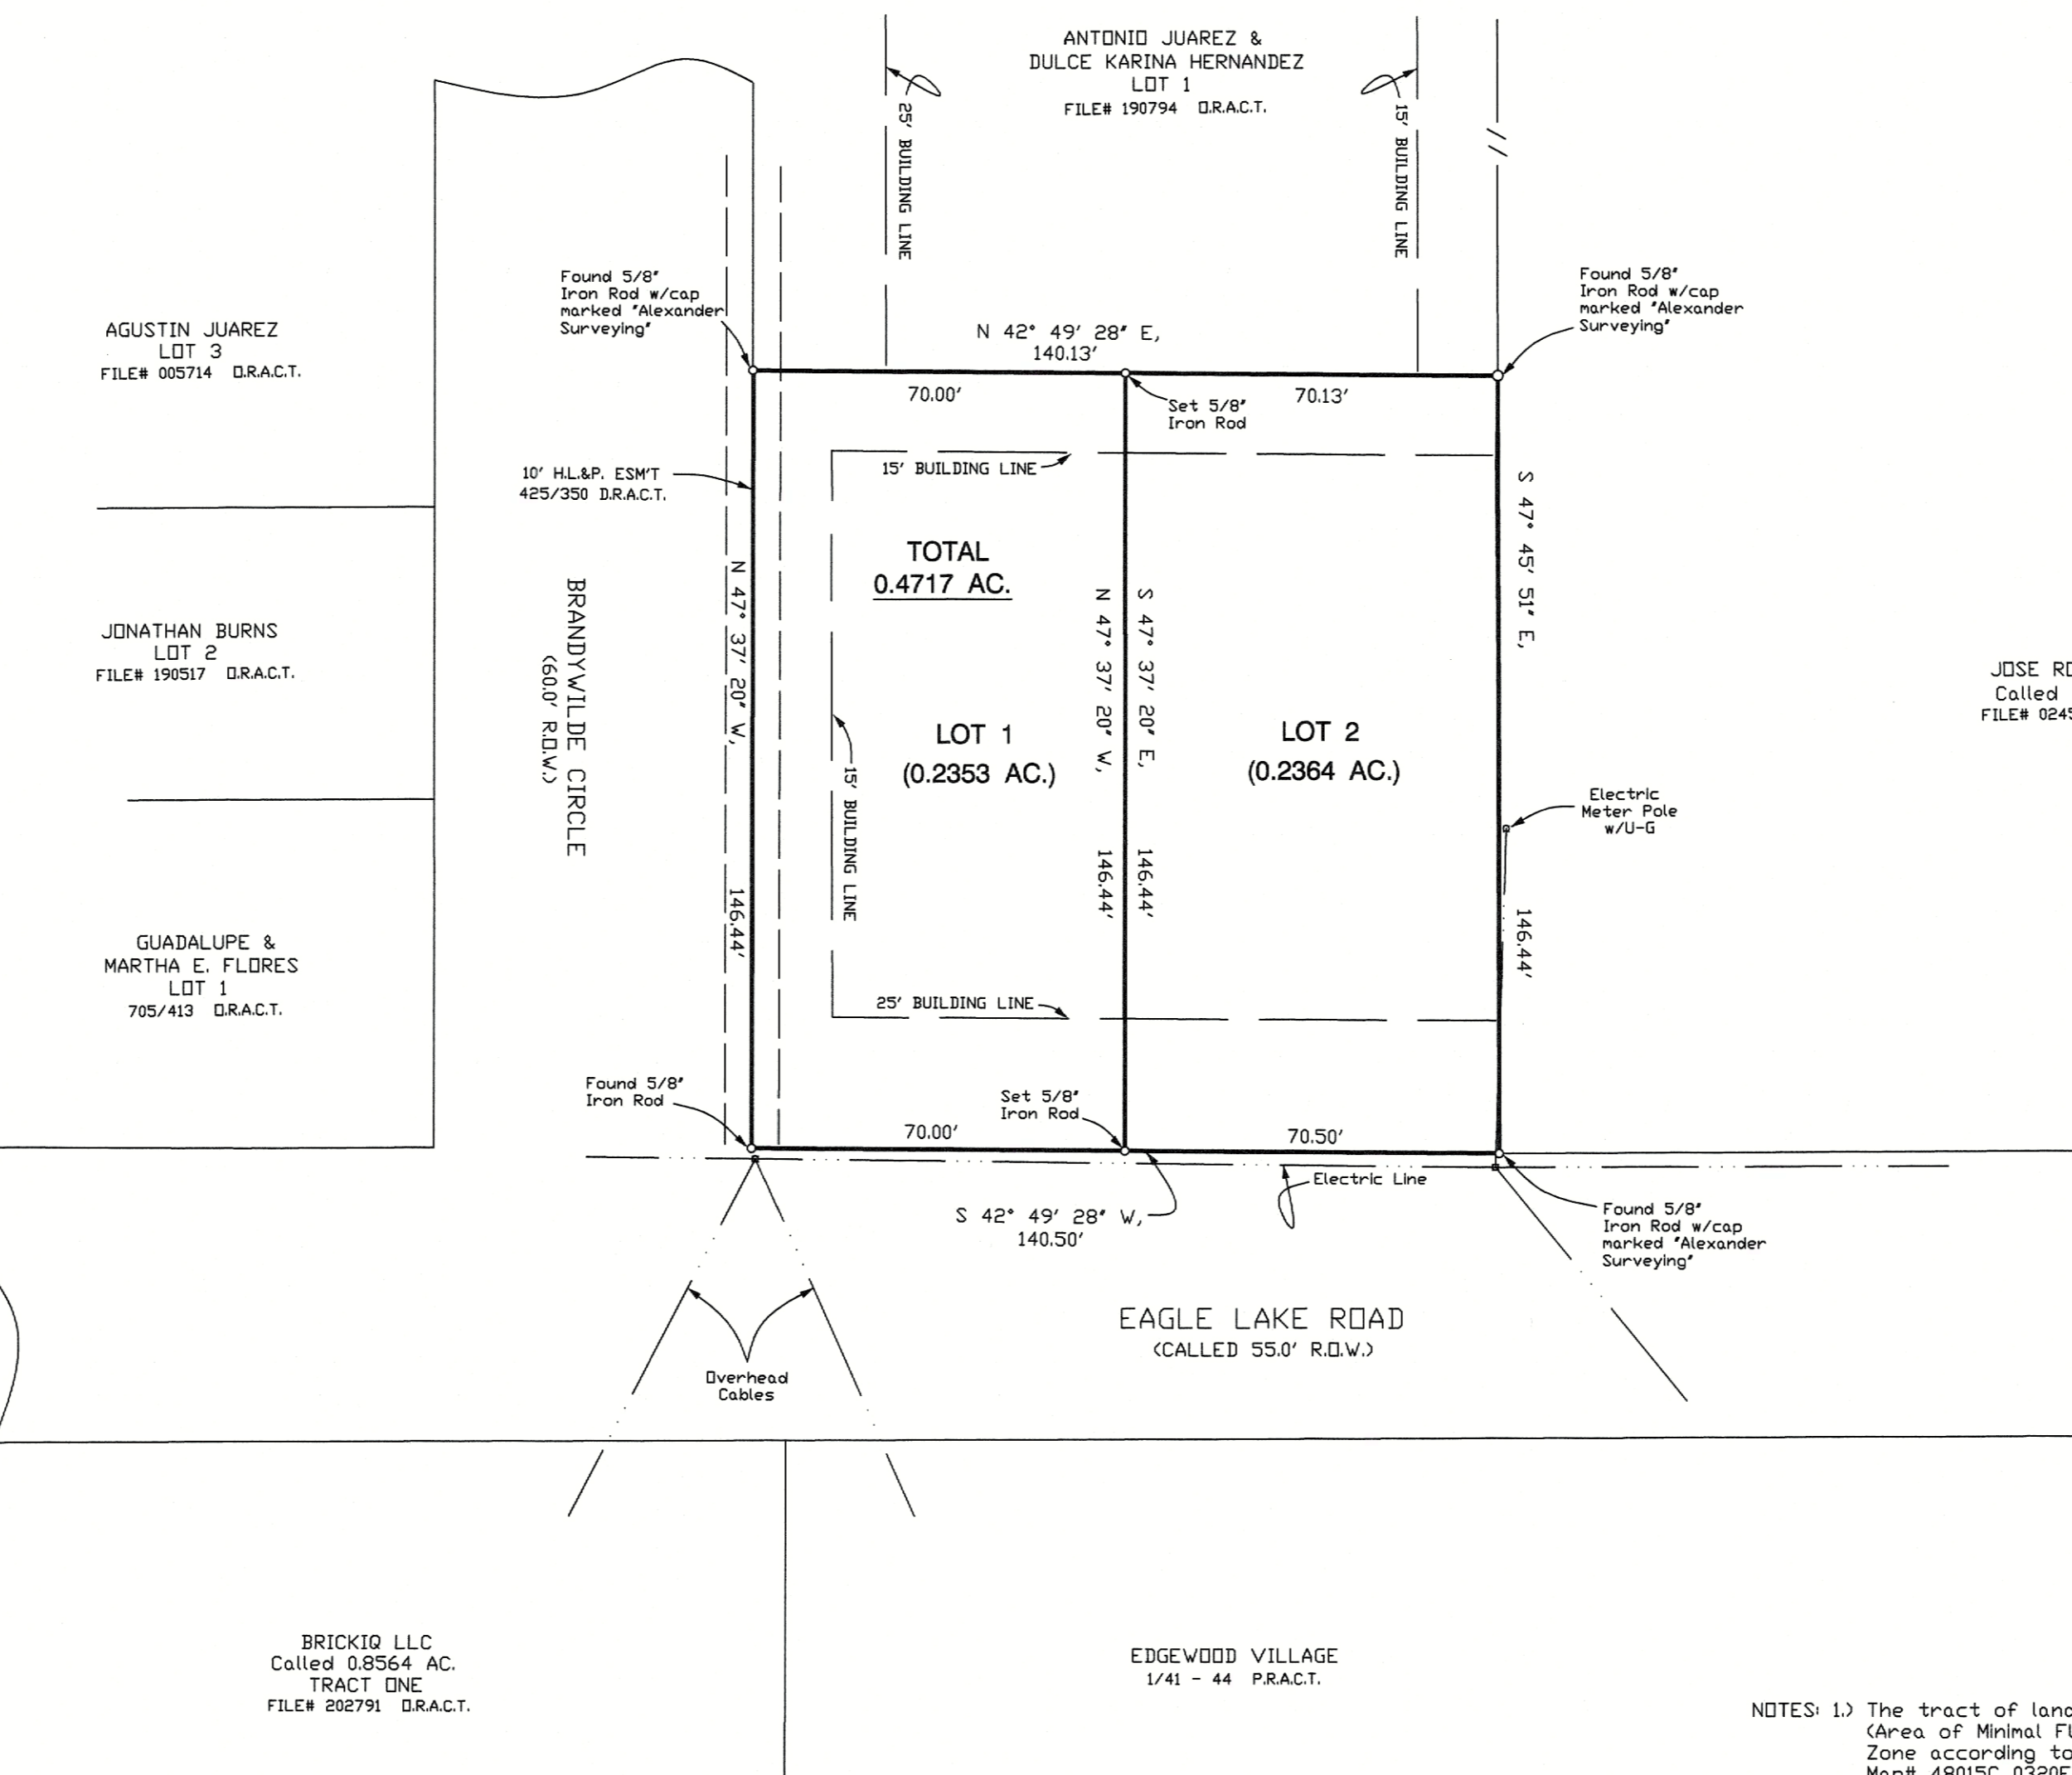 ANTONIO JUAREZ &
DULCE KARINA HERNANDEZ
LOT 1
FILE# 190794 O.R.A.C.T.
25' BUILDING LINE
15' BUILDING LINE
Found 5/8"
Iron Rod w/cap
marked "Alexander
Surveying"
Found 5/8"
Iron Rod w/cap
marked "Alexander
Surveying"
AGUSTIN JUAREZ
LOT 3
FILE# 005714 O.R.A.C.T.
N 42° 49' 28" E,
140.13'
70.00'
70.13'
Set 5/8"
Iron Rod
15' BUILDING LINE
10' H.L.&P. ESM'T
425/350 D.R.A.C.T.
S 47° 45' 51" E,
146.44'
TOTAL
0.4717 AC.
N 47° 37' 20" W,
146.44'
N 47° 37' 20" W,
146.44'
S 47° 37' 20" E,
146.44'
BRANDYWILDE CIRCLE
(60.0' R.O.W.)
JONATHAN BURNS
LOT 2
FILE# 190517 O.R.A.C.T.
JOSE
Called
FILE# 
LOT 1
(0.2353 AC.)
LOT 2
(0.2364 AC.)
15' BUILDING LINE
Electric
Meter Pole
w/U-G
GUADALUPE &
MARTHA E. FLORES
LOT 1
705/413 O.R.A.C.T.
25' BUILDING LINE
Found 5/8"
Iron Rod
Set 5/8"
Iron Rod
70.00'
70.50'
Electric Line
S 42° 49' 28" W,
140.50'
Found 5/8"
Iron Rod w/cap
marked "Alexander
Surveying"
EAGLE LAKE ROAD
(CALLED 55.0' R.O.W.)
Overhead
Cables
BRICKIQ LLC
Called 0.8564 AC.
TRACT ONE
FILE# 202791 O.R.A.C.T.
EDGEWOOD VILLAGE
1/41 - 44 P.R.A.C.T.
NOTES: 1.) The tract of land
(Area of Minimal
Zone according to
Map# 48015C